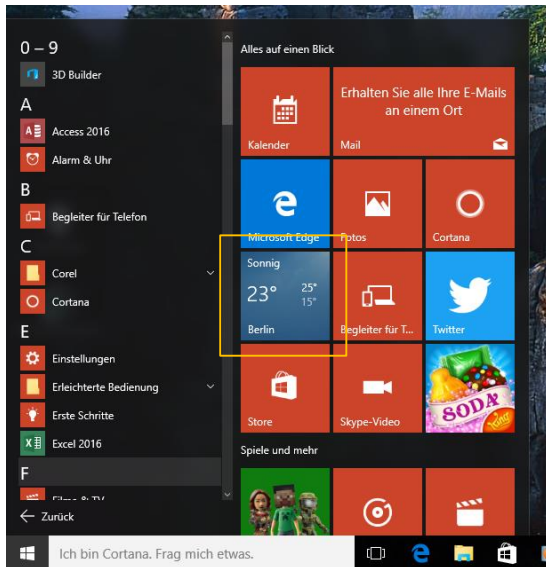 0 – 9
3D Builder
A
Access 2016
Alarm & Uhr
B
Begleiter für Telefon
C
Corel
Cortana
E
Einstellungen
Erleichterte Bedienung
Erste Schritte
Excel 2016
F
Filme & TV
Zurück
Alles auf einen Blick
Kalender
Erhalten Sie alle Ihre E-Mails
an einem Ort
Mail
Microsoft Edge
Fotos
Cortana
Sonnig
23°
25°
15°
Berlin
Begleiter für T...
Twitter
Store
Skype-Video
SODA
King
Spiele und mehr
Ich bin Cortana. Frag mich etwas.